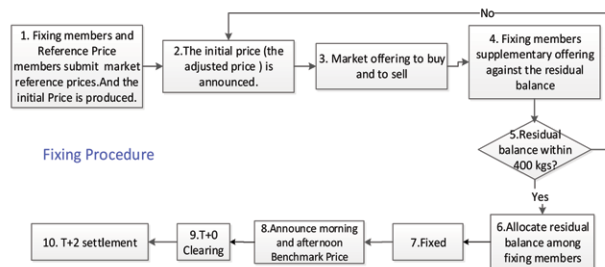 1. Fixing members and
Reference Price
members submit market
reference prices.And the
initial Price is produced.
2.The initial price (the
adjusted price ) is
announced.
3. Market offering to buy
and to sell
4. Fixing members
supplementary offering
against the residual
balance
No
5.Residual
balance within
400 kgs?
Yes
Fixing Procedure
6.Allocate residual
balance among
fixing members
7.Fixed
8.Announce morning
and afternoon
Benchmark Price
9.T+0
Clearing
10. T+2 settlement